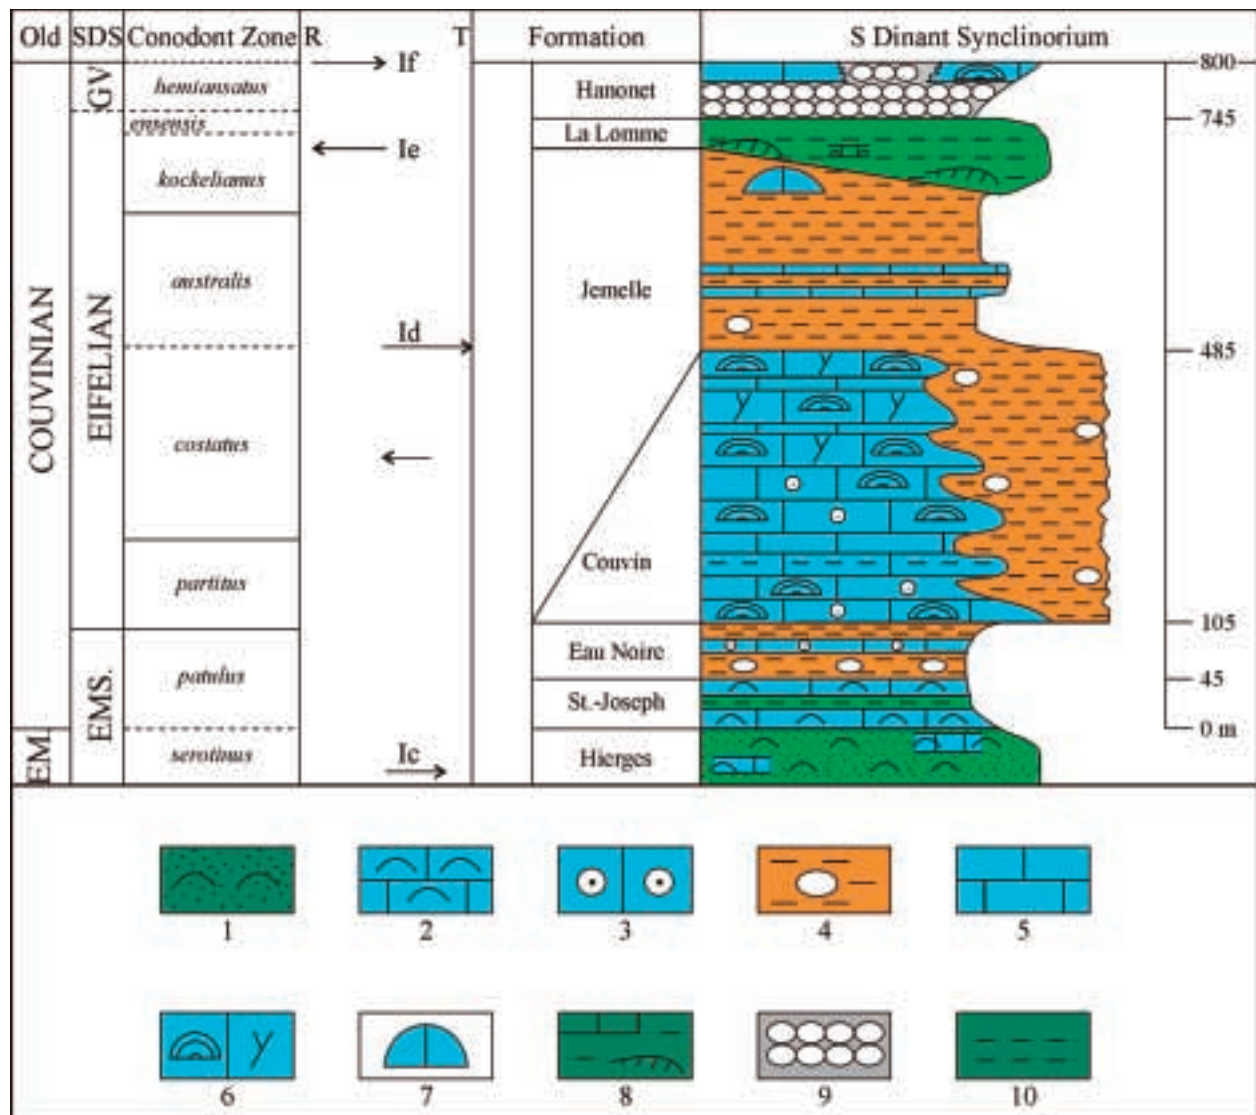 Old SDS Conodont Zone R T Formation S Dinant Synclinorium
COUVINIAN
EM.
GV
EIFELIAN
EMS.
hemiansatus
ensensis
kockelianus
australis
costatus
partitus
patulus
serotinus
If
Ie
Id
Ic
Hanonet
La Lomme
Jemelle
Couvin
Eau Noire
St.-Joseph
Hierges
800
745
485
105
45
0 m
1 2 3 4 5
6 7 8 9 10